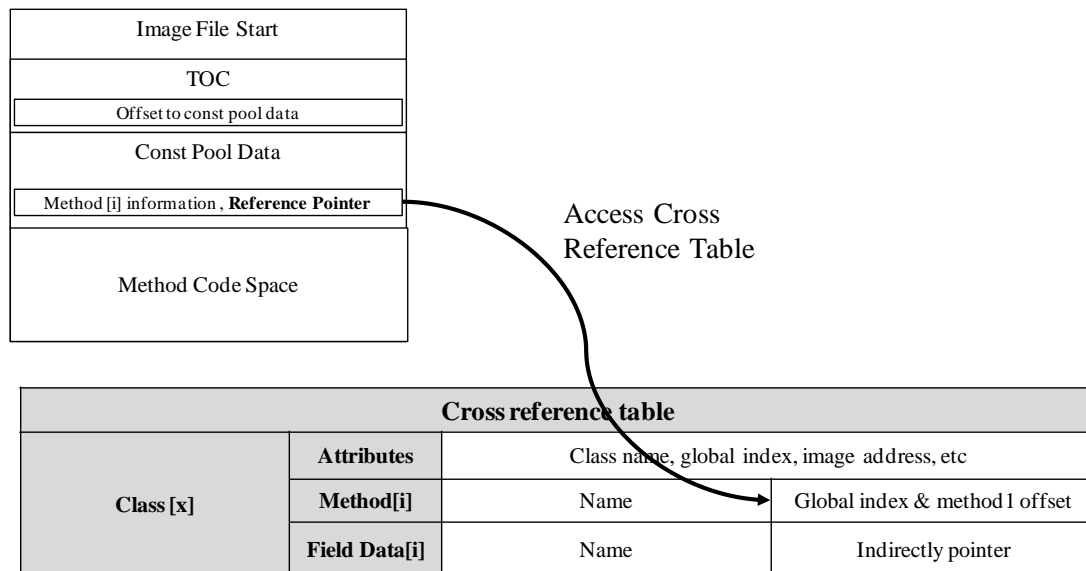 Image File Start
TOC
Offset to const pool data
Const Pool Data
Method [i] information , Reference Pointer
Method Code Space
Access Cross
Reference Table
Cross reference table
Class [x]
Attributes
Class name, global index, image address, etc
Method[i]
Name
Global index & method1 offset
Field Data[i]
Name
Indirectly pointer